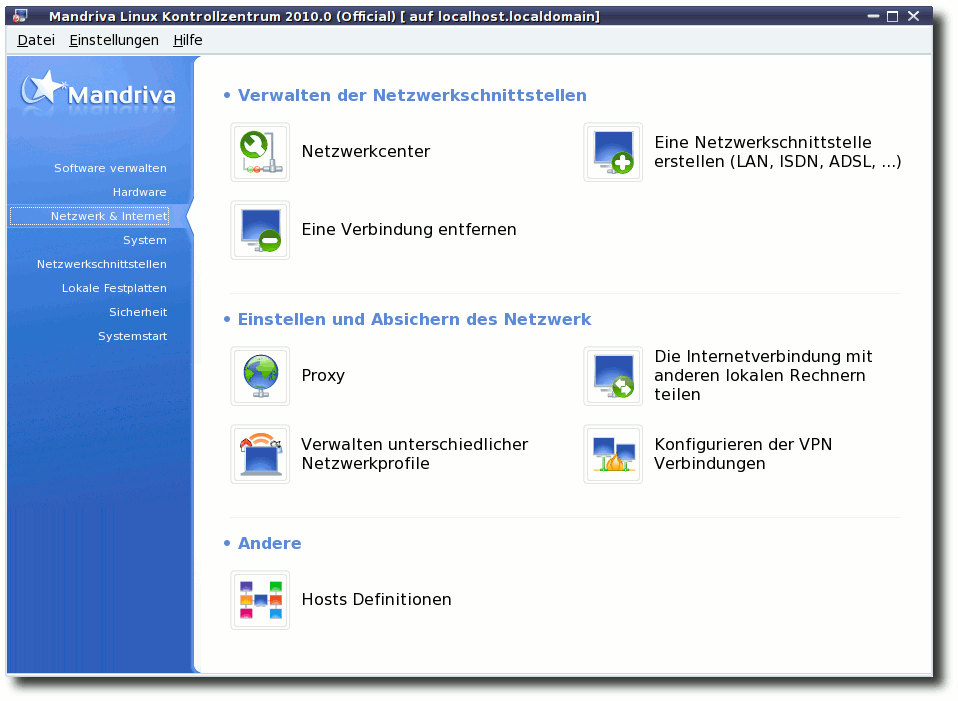 Mandriva Linux Kontrollzentrum 2010.0 (Official) [ auf localhost.localdomain]
Datei Einstellungen Hilfe
Mandriva
Software verwalten
Hardware
Netzwerk & Internet
System
Netzwerkschnittstellen
Lokale Festplatten
Sicherheit
Systemstart
• Verwalten der Netzwerkschnittstellen
Netzwerkcenter
Eine Netzwerkschnittstelle
erstellen (LAN, ISDN, ADSL, ...)
Eine Verbindung entfernen
• Einstellen und Absichern des Netzwerk
Proxy
Die Internetverbindung mit
anderen lokalen Rechnern
teilen
Verwalten unterschiedlicher
Netzwerkprofile
Konfigurieren der VPN
Verbindungen
• Andere
Hosts Definitionen